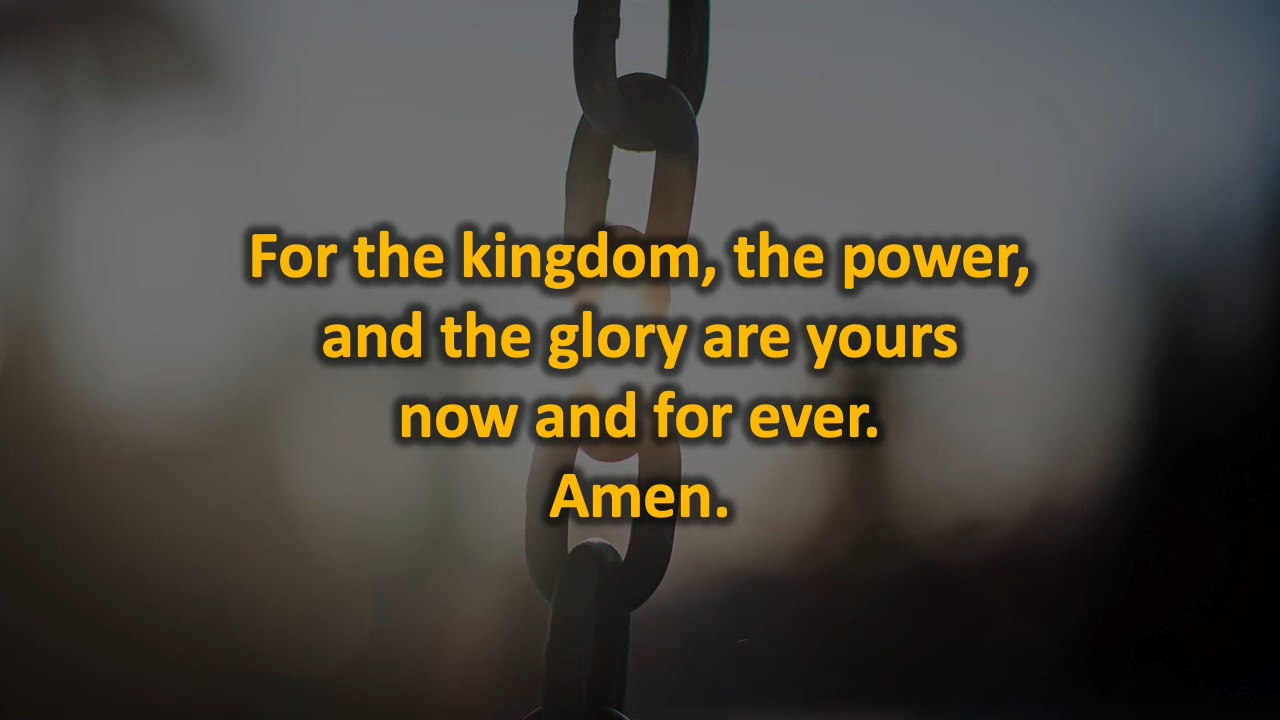 For the kingdom, the power,
and the glory are yours
now and for ever.
Amen.